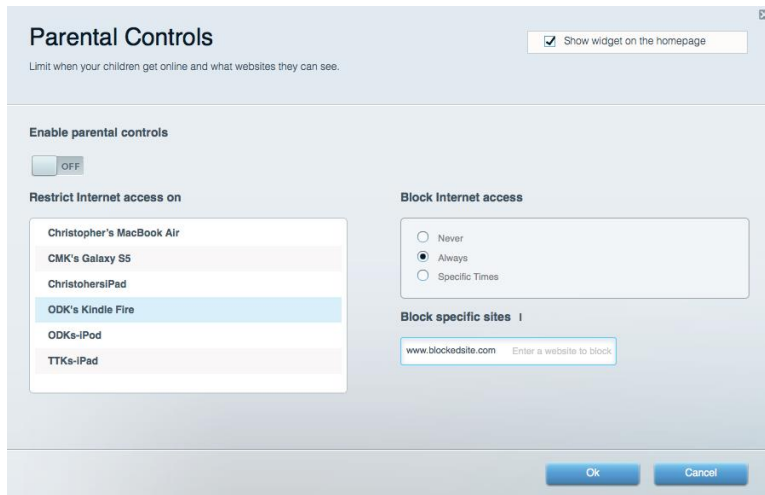 Parental Controls
Show widget on the homepage
Limit when your children get online and what websites they can see.
Enable parental controls
OFF
Restrict Internet access on
Christopher's MacBook Air
CMK's Galaxy S5
ChristohersiPad
ODK's Kindle Fire
ODKs-iPod
TTKs-iPad
Block Internet access
Never
Always
Specific Times
Block specific sites I
www.blockedsite.com Enter a website to block
Ok
Cancel